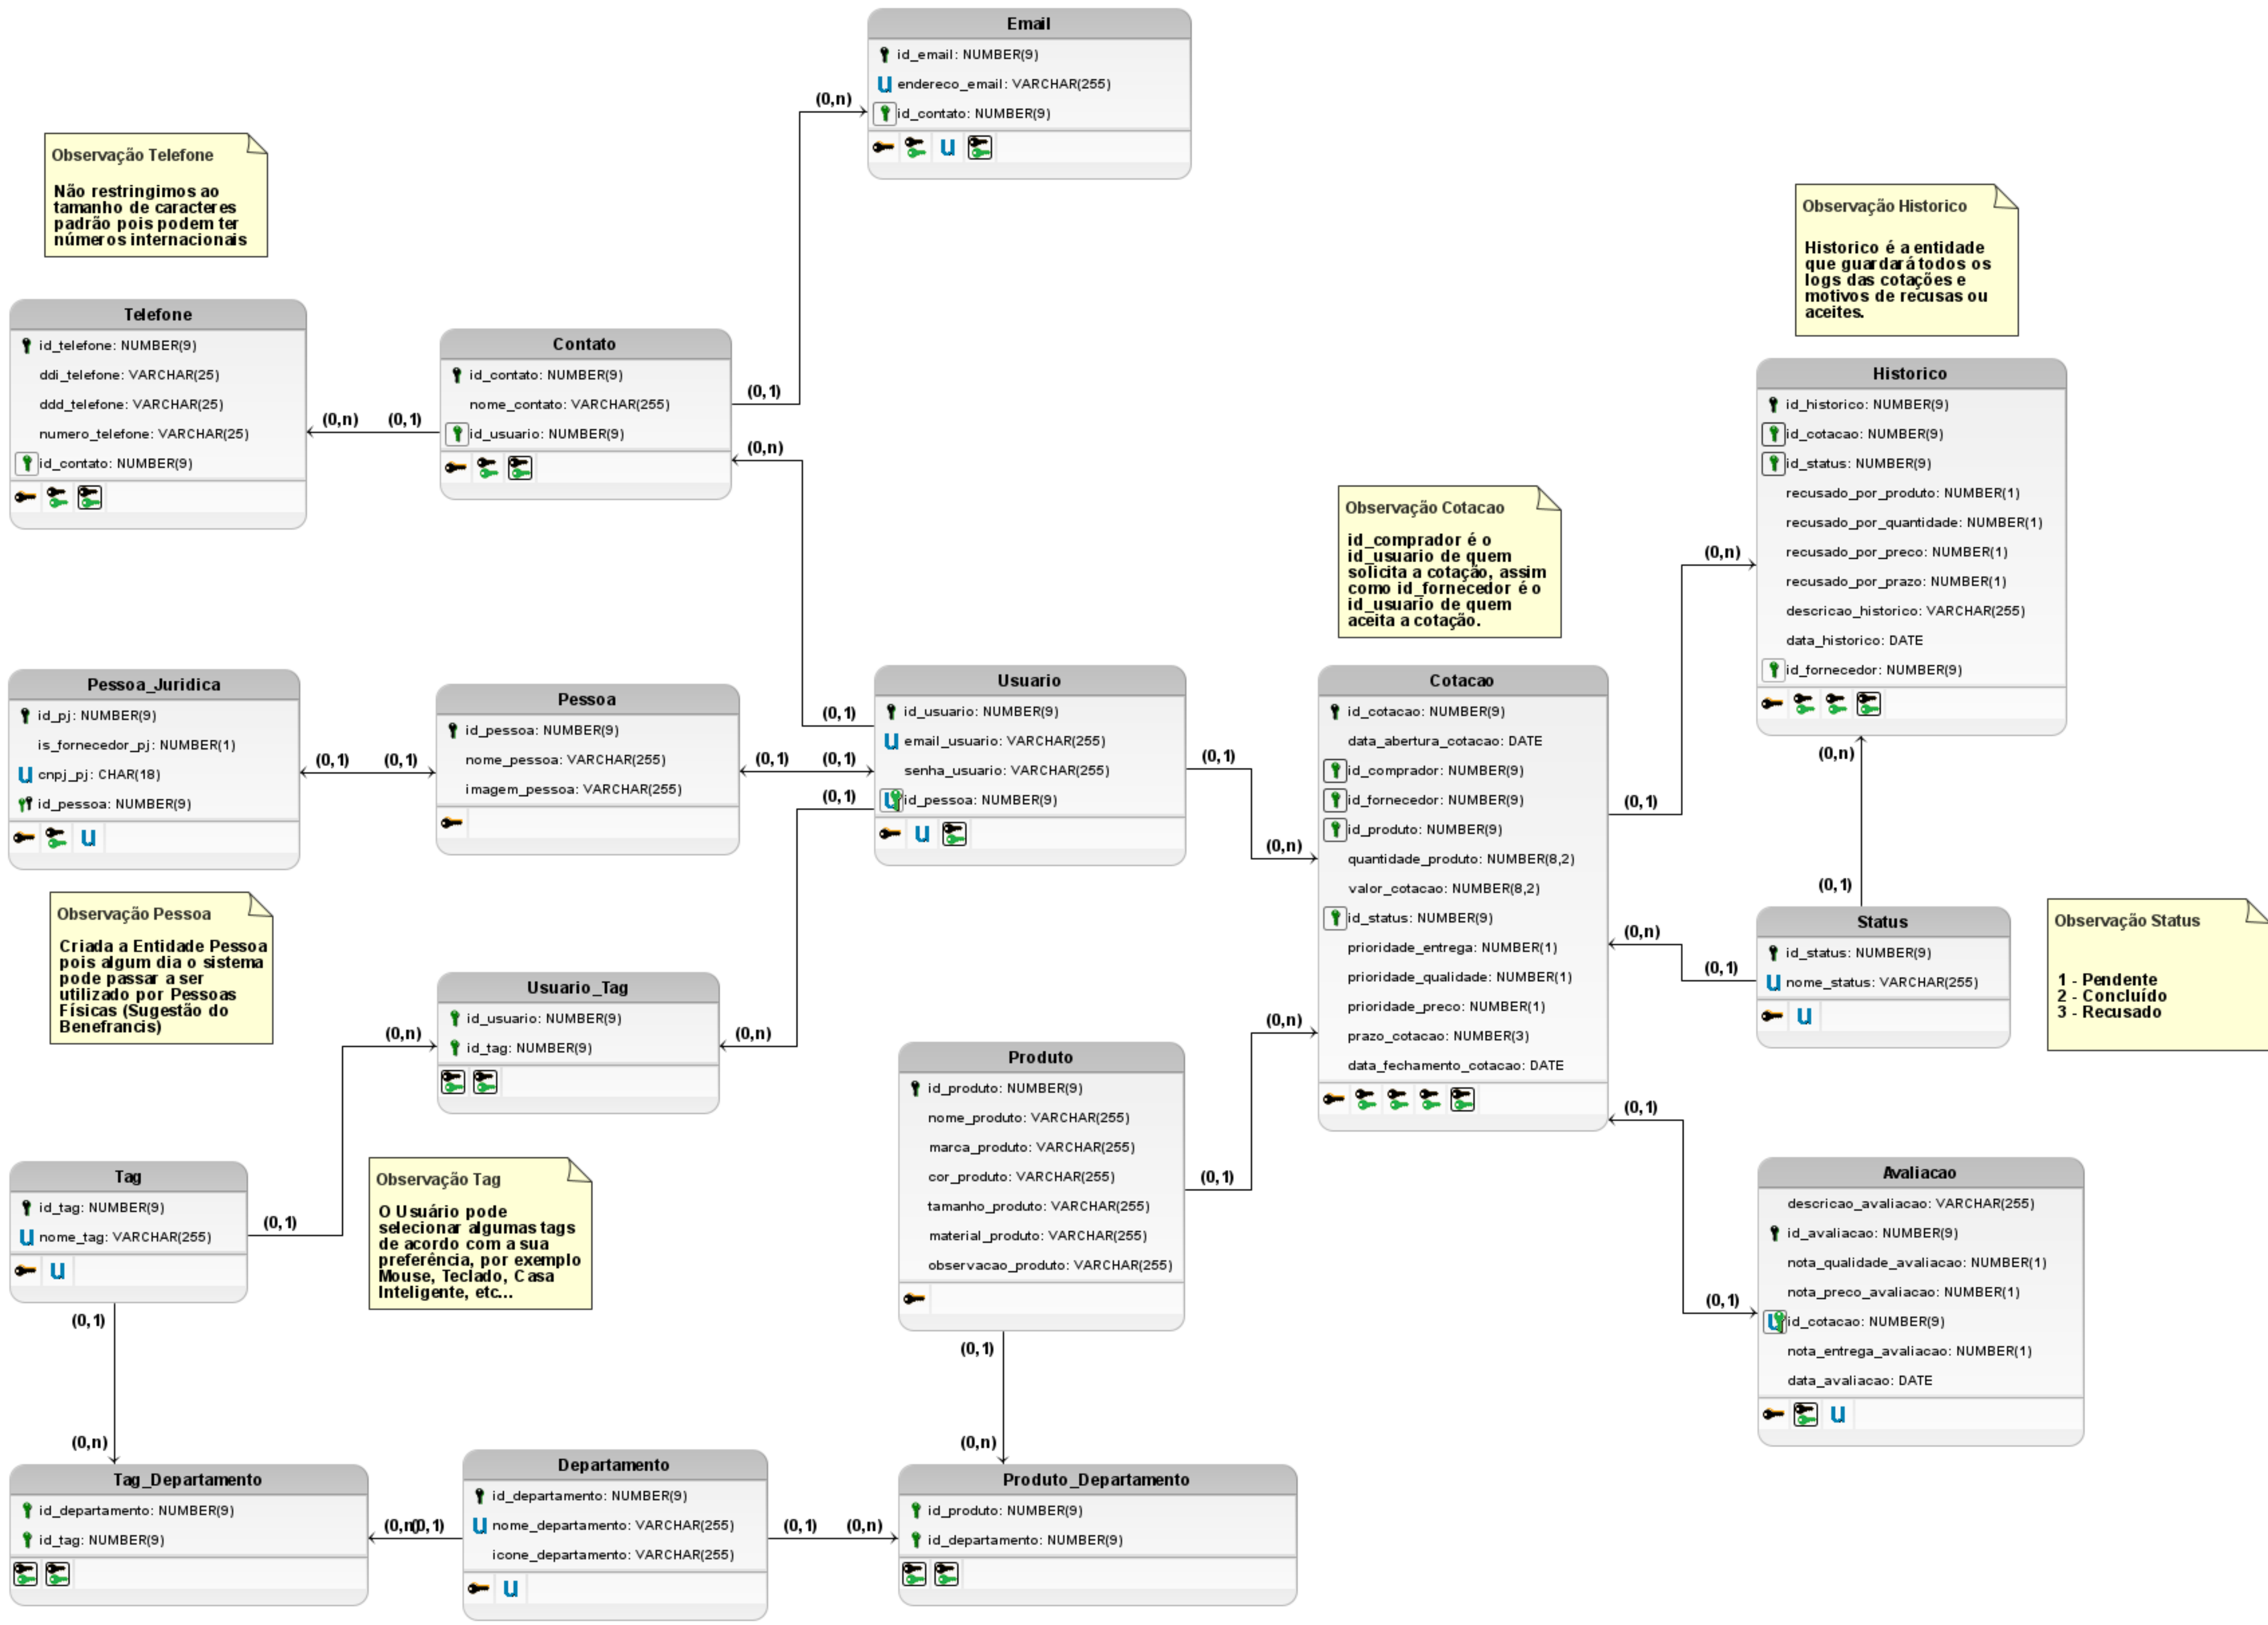 Email
id_email: NUMBER(9)
endereco_email: VARCHAR(255)
id_contato: NUMBER(9)
(0,n)
(0,1)
Observação Telefone
Não restringimos ao
tamanho de caracteres
padrão pois podem ter
números internacionais
Observação Historico
Historico é a entidade
que guardará todos os
logs das cotações e
motivos de recusas ou
aceites.
Telefone
id_telefone: NUMBER(9)
ddi_telefone: VARCHAR(25)
ddd_telefone: VARCHAR(25)
numero_telefone: VARCHAR(25)
id_contato: NUMBER(9)
(0,n)
(0,1)
Contato
id_contato: NUMBER(9)
nome_contato: VARCHAR(255)
id_usuario: NUMBER(9)
(0,n)
(0,1)
Historico
id_historico: NUMBER(9)
id_cotacao: NUMBER(9)
id_status: NUMBER(9)
recusado_por_produto: NUMBER(1)
recusado_por_quantidade: NUMBER(1)
recusado_por_preco: NUMBER(1)
recusado_por_prazo: NUMBER(1)
descricao_historico: VARCHAR(255)
data_historico: DATE
id_fornecedor: NUMBER(9)
(0,n)
(0,1)
(0,n)
(0,1)
Observação Cotacao
id_comprador é o
id_usuario de quem
solicita a cotação, assim
como id_fornecedor é o
id_usuario de quem
aceita a cotação.
Pessoa_Juridica
id_pj: NUMBER(9)
is_fornecedor_pj: NUMBER(1)
cnpj_pj: CHAR(18)
id_pessoa: NUMBER(9)
(0,1)
(0,1)
Pessoa
id_pessoa: NUMBER(9)
nome_pessoa: VARCHAR(255)
imagem_pessoa: VARCHAR(255)
(0,1)
(0,1)
Usuario
id_usuario: NUMBER(9)
email_usuario: VARCHAR(255)
senha_usuario: VARCHAR(255)
id_pessoa: NUMBER(9)
(0,1)
(0,1)
(0,n)
Cotacao
id_cotacao: NUMBER(9)
data_abertura_cotacao: DATE
id_comprador: NUMBER(9)
id_fornecedor: NUMBER(9)
id_produto: NUMBER(9)
quantidade_produto: NUMBER(8,2)
valor_cotacao: NUMBER(8,2)
id_status: NUMBER(9)
prioridade_entrega: NUMBER(1)
prioridade_qualidade: NUMBER(1)
prioridade_preco: NUMBER(1)
prazo_cotacao: NUMBER(3)
data_fechamento_cotacao: DATE
(0,n)
(0,1)
Status
id_status: NUMBER(9)
nome_status: VARCHAR(255)
Observação Status
1 - Pendente
2 - Concluído
3 - Recusado
Observação Pessoa
Criada a Entidade Pessoa
pois algum dia o sistema
pode passar a ser
utilizado por Pessoas
Físicas (Sugestão do
Benefrancis)
Usuario_Tag
id_usuario: NUMBER(9)
id_tag: NUMBER(9)
(0,n)
(0,n)
Produto
id_produto: NUMBER(9)
nome_produto: VARCHAR(255)
marca_produto: VARCHAR(255)
cor_produto: VARCHAR(255)
tamanho_produto: VARCHAR(255)
material_produto: VARCHAR(255)
observacao_produto: VARCHAR(255)
(0,n)
(0,1)
(0,1)
(0,1)
Avaliacao
descricao_avaliacao: VARCHAR(255)
id_avaliacao: NUMBER(9)
nota_qualidade_avaliacao: NUMBER(1)
nota_preco_avaliacao: NUMBER(1)
id_cotacao: NUMBER(9)
nota_entrega_avaliacao: NUMBER(1)
data_avaliacao: DATE
Tag
id_tag: NUMBER(9)
nome_tag: VARCHAR(255)
(0,1)
Observação Tag
O Usuário pode
selecionar algumas tags
de acordo com a sua
preferência, por exemplo
Mouse, Teclado, Casa
Inteligente, etc...
(0,1)
(0,n)
(0,1)
(0,n)
Tag_Departamento
id_departamento: NUMBER(9)
id_tag: NUMBER(9)
(0,n)
(0,1)
Departamento
id_departamento: NUMBER(9)
nome_departamento: VARCHAR(255)
icone_departamento: VARCHAR(255)
(0,1)
(0,n)
Produto_Departamento
id_produto: NUMBER(9)
id_departamento: NUMBER(9)